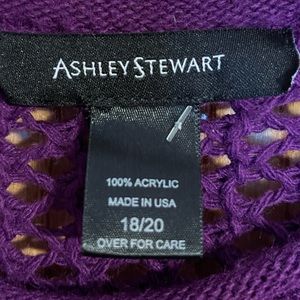 ASHLEY STEWART
100% ACRYLIC
MADE IN USA
18/20
OVER FOR CARE